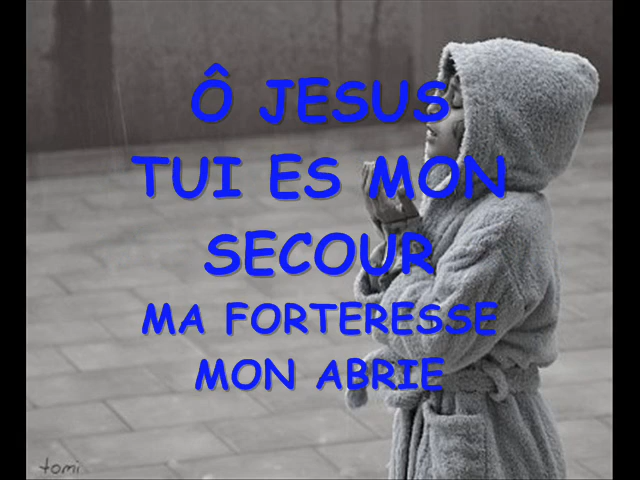 Ô JESUS
TUI ES MON
SECOUR
MA FORTERESSE
MON ABRIE
tomi